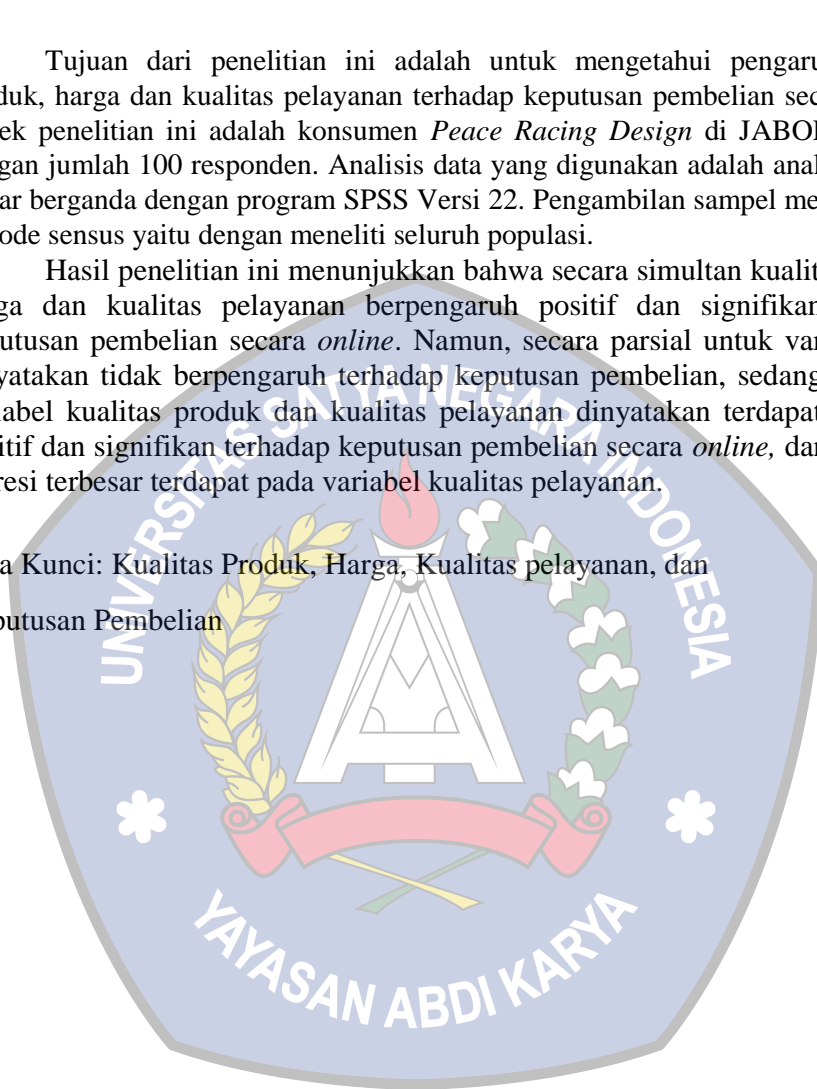 Tujuan dari penelitian ini adalah untuk mengetahui pengaru
duk, harga dan kualitas pelayanan terhadap keputusan pembelian sec
ek penelitian ini adalah konsumen Peace Racing Design di JABOD
gan jumlah 100 responden. Analisis data yang digunakan adalah anal
ar berganda dengan program SPSS Versi 22. Pengambilan sampel me
ode sensus yaitu dengan meneliti seluruh populasi.
Hasil penelitian ini menunjukkan bahwa secara simultan kualit
ga dan kualitas pelayanan berpengaruh positif dan signifikan
utusan pembelian secara online. Namun, secara parsial untuk var
yatakan tidak berpengaruh terhadap keputusan pembelian, sedang
iabel kualitas produk dan kualitas pelayanan dinyatakan terdapat
itif dan signifikan terhadap keputusan pembelian secara online, dan
resi terbesar terdapat pada variabel kualitas pelayanan.
a Kunci: Kualitas Produk, Harga, Kualitas pelayanan, dan
putusan Pembelian
UNIVERSITAS SATYA NEGARA INDONESIA
YAYASAN ABDI KARYA